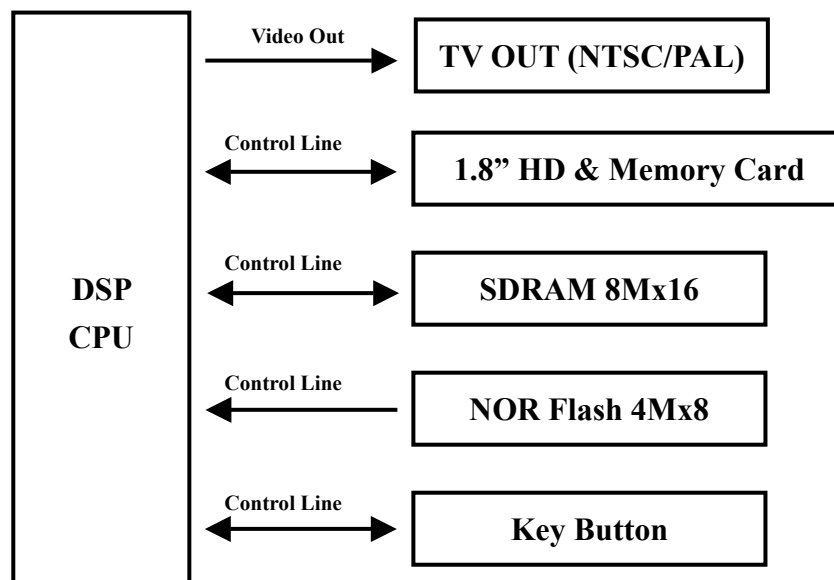 Video Out
TV OUT (NTSC/PAL)
Control Line
1.8” HD & Memory Card
Control Line
SDRAM 8Mx16
DSP
CPU
Control Line
NOR Flash 4Mx8
Control Line
Key Button